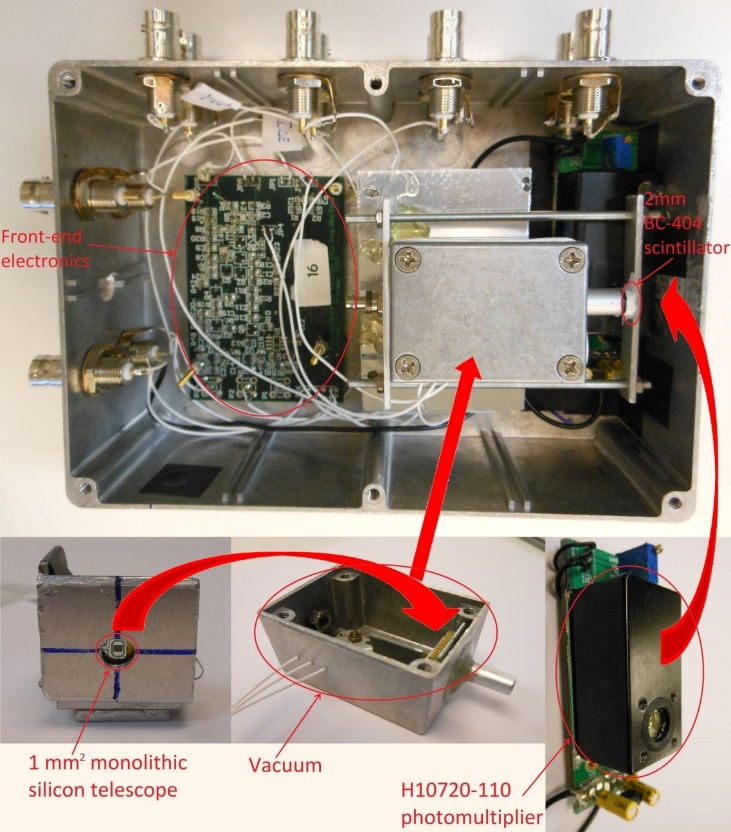 Front-end
electronics
16
2mm
BC-404
scintillator
1 mm² monolithic
silicon telescope
Vacuum
H10720-110
photomultiplier